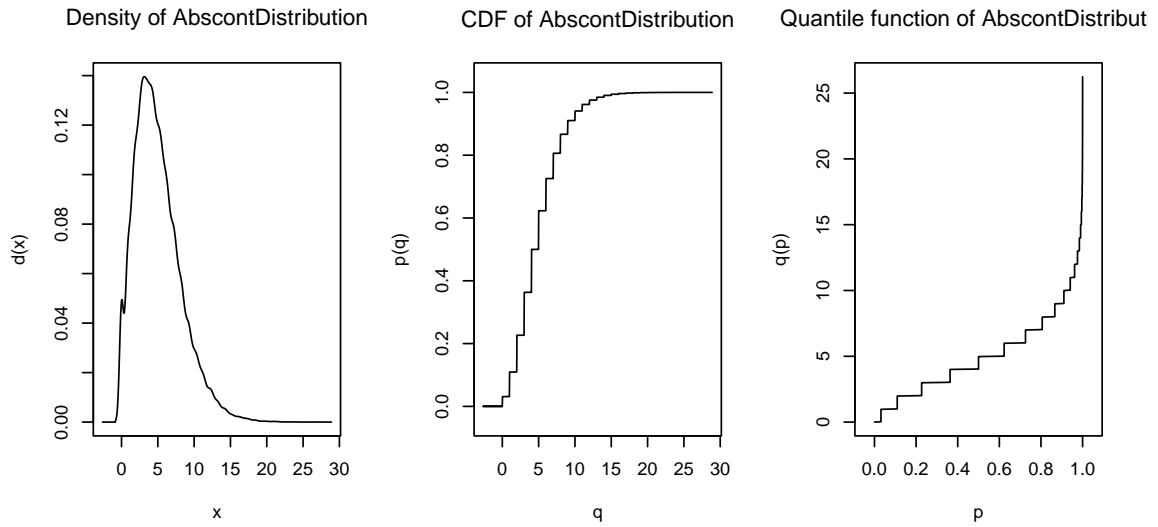 Density of AbscontDistribution
d(x)
0.00 0.04 0.08 0.12
0 5 10 15 20 25 30
x
CDF of AbscontDistribution
p(q)
0.0 0.2 0.4 0.6 0.8 1.0
0 5 10 15 20 25 30
q
Quantile function of AbscontDistribut
q(p)
0 5 10 15 20 25
0.0 0.2 0.4 0.6 0.8 1.0
p